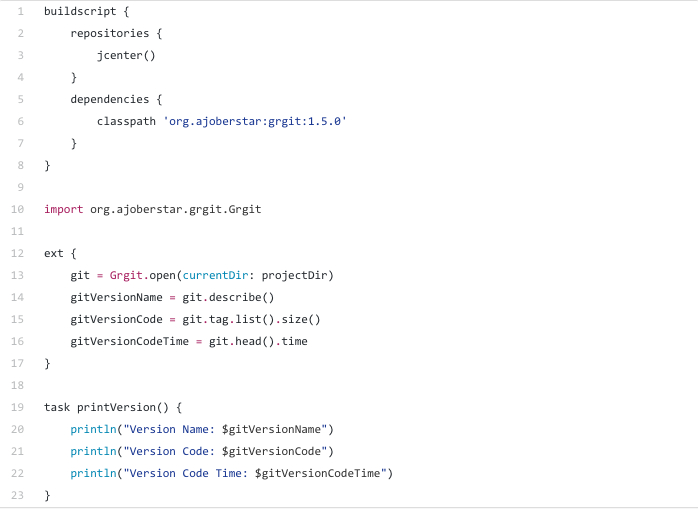 1 buildscript {
2 repositories {
3 jcenter()
4 }
5 dependencies {
6 classpath 'org.ajoberstar:grgit:1.5.0'
7 }
8 }
9
10 import org.ajoberstar.grgit.Grgit
11
12 ext {
13 git = Grgit.open(currentDir: projectDir)
14 gitVersionName = git.describe()
15 gitVersionCode = git.tag.list().size()
16 gitVersionCodeTime = git.head().time
17 }
18
19 task printVersion() {
20 println("Version Name: $gitVersionName")
21 println("Version Code: $gitVersionCode")
22 println("Version Code Time: $gitVersionCodeTime")
23 }